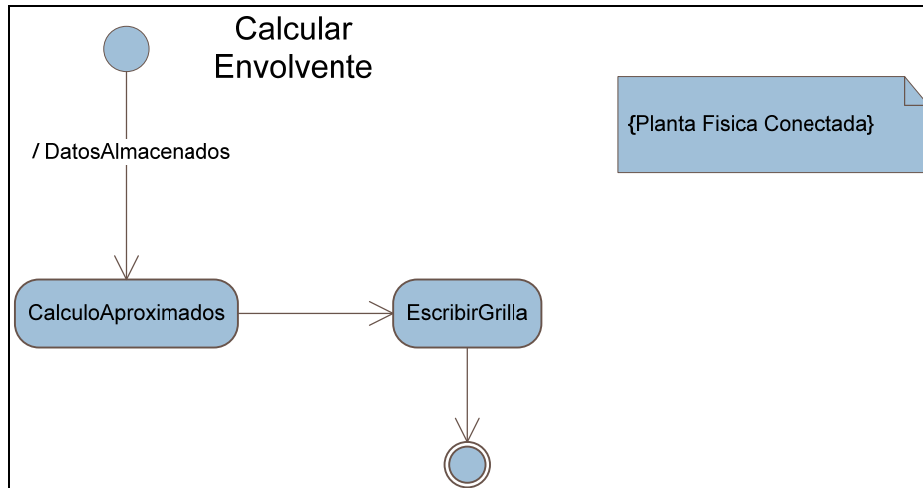 Calcular
Envolvente
{Planta Fisica Conectada}
/ DatosAlmacenados
CalculoAproximados
EscribirGrilla